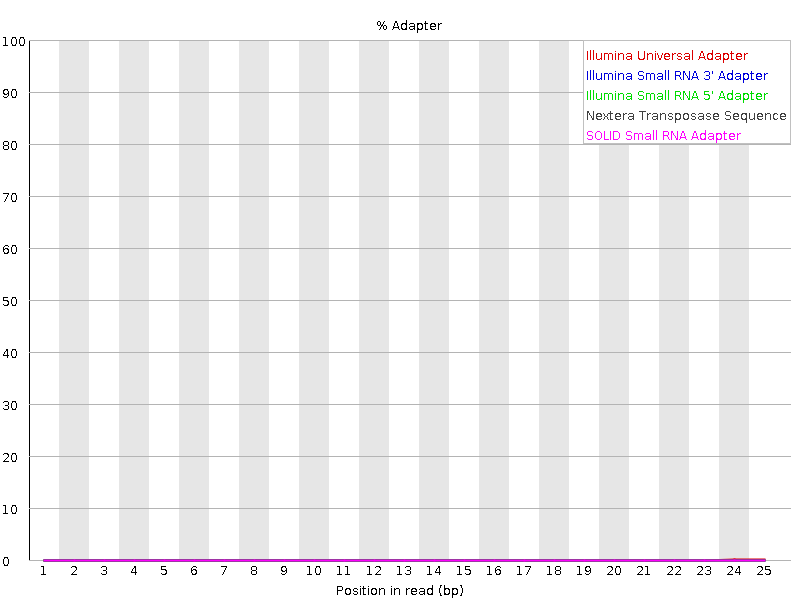 % Adapter
100
90
80
70
60
50
40
30
20
10
0
Illumina Universal Adapter
Illumina Small RNA 3' Adapter
Illumina Small RNA 5' Adapter
Nextera Transposase Sequence
SOLID Small RNA Adapter
1 2 3 4 5 6 7 8 9 10 11 12 13 14 15 16 17 18 19 20 21 22 23 24 25
Position in read (bp)